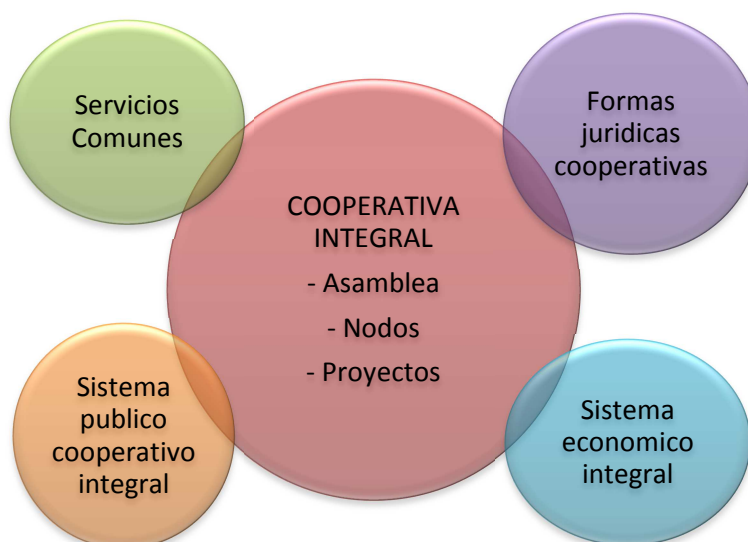 Servicios
Comunes
Formas
juridicas
cooperativas
COOPERATIVA
INTEGRAL
- Asamblea
- Nodos
- Proyectos
Sistema
publico
cooperativo
integral
Sistema
economico
integral